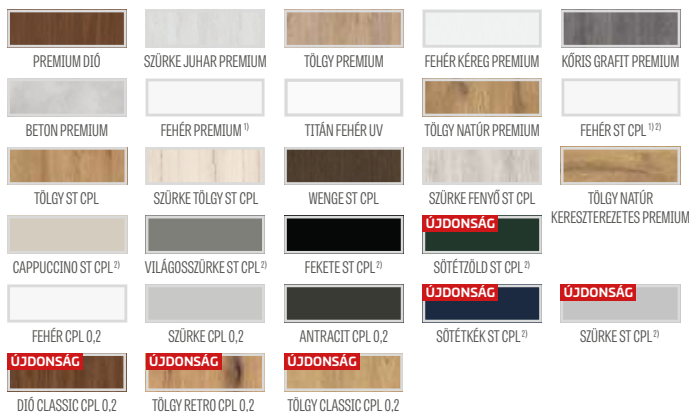 PREMIUM DIÓ
SZÜRKE JUHAR PREMIUM
TÖLGY PREMIUM
FEHÉR KÉREG PREMIUM
KŐRIS GRAFIT PREMIUM
BETON PREMIUM
FEHÉR PREMIUM 1)
TITÁN FEHÉR UV
TÖLGY NATÚR PREMIUM
FEHÉR ST CPL 1) 2)
TÖLGY ST CPL
SZÜRKE TÖLGY ST CPL
WENGE ST CPL
SZÜRKE FENYŐ ST CPL
TÖLGY NATÚR
KERESZTEREZETES PREMIUM
CAPPUCCINO ST CPL 2)
VILÁGOSSZÜRKE ST CPL 2)
FEKETE ST CPL 2)
ÚJDONSÁG
SÖTÉTZÖLD ST CPL 2)
FEHÉR CPL 0,2
SZÜRKE CPL 0,2
ANTRACIT CPL 0,2
ÚJDONSÁG
SÖTÉTKÉK ST CPL 2)
ÚJDONSÁG
SZÜRKE ST CPL 2)
ÚJDONSÁG
DIÓ CLASSIC CPL 0,2
ÚJDONSÁG
TÖLGY RETRO CPL 0,2
ÚJDONSÁG
TÖLGY CLASSIC CPL 0,2